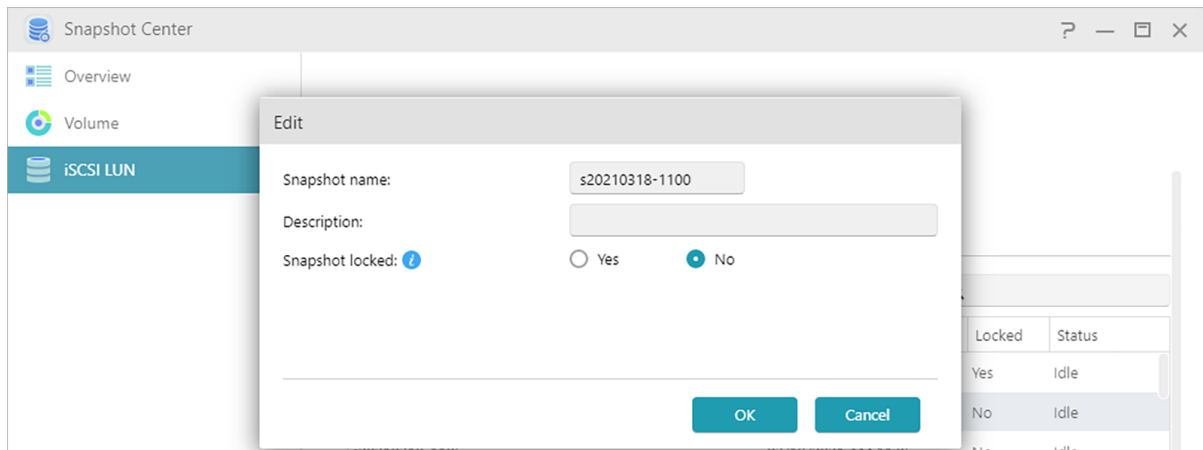 Snapshot Center
Overview
Volume
iSCSI LUN
Edit
Snapshot name: s20210318-1100
Description:
Snapshot locked: Yes No
OK Cancel
Locked Status
Yes Idle
No Idle